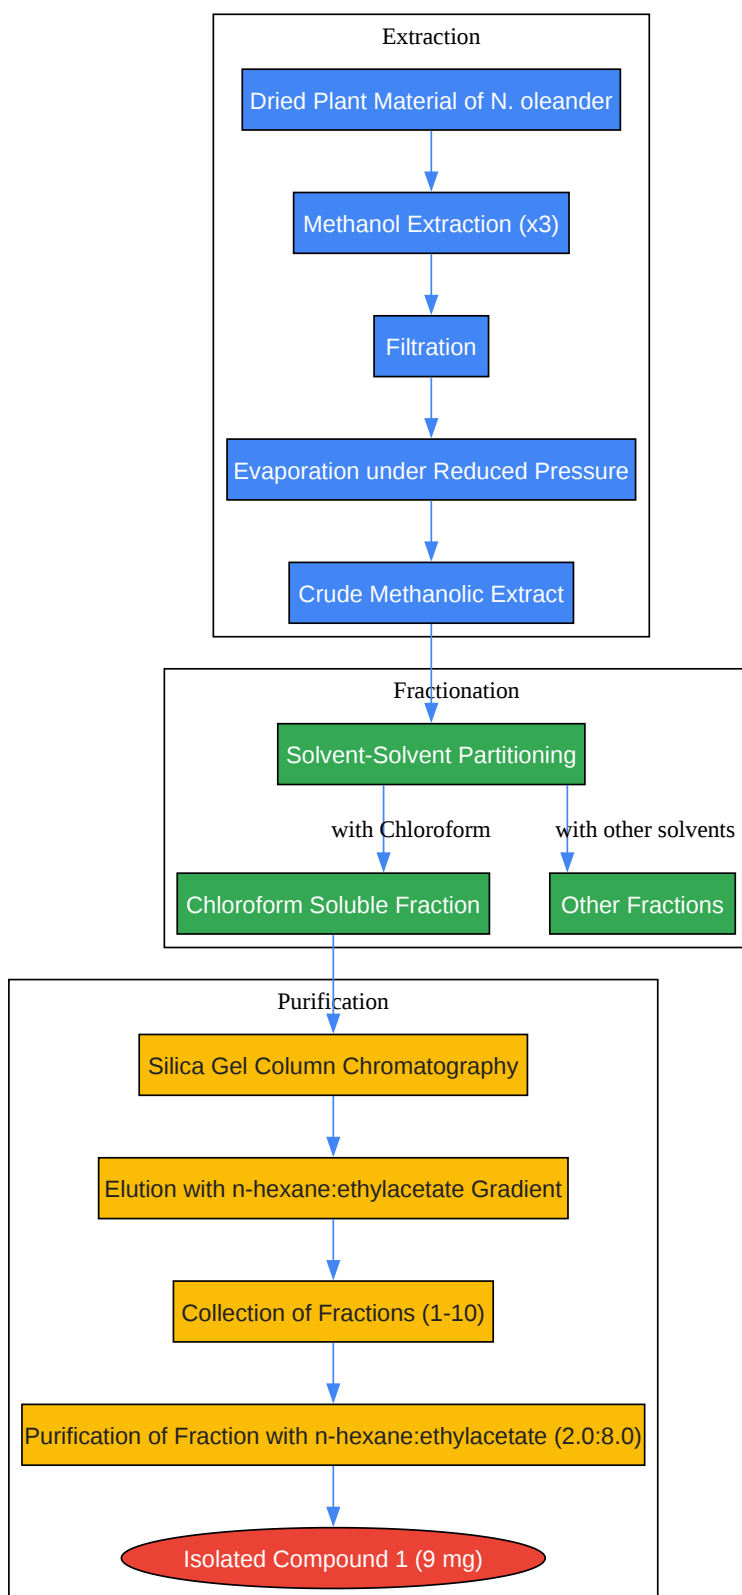 Extraction
Dried Plant Material of N. oleander
Methanol Extraction (x3)
Filtration
Evaporation under Reduced Pressure
Crude Methanolic Extract
Fractionation
Solvent-Solvent Partitioning
with Chloroform
with other solvents
Chloroform Soluble Fraction
Other Fractions
Purification
Silica Gel Column Chromatography
Elution with n-hexane:ethylacetate Gradient
Collection of Fractions (1-10)
Purification of Fraction with n-hexane:ethylacetate (2.0:8.0)
Isolated Compound 1 (9 mg)